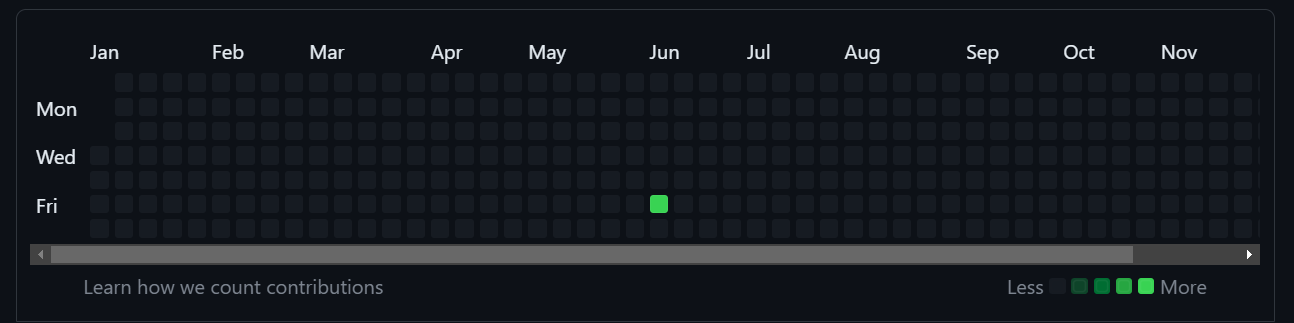 Jan Feb Mar Apr May Jun Jul Aug Sep Oct Nov
Mon
Wed
Fri
Learn how we count contributions
Less More